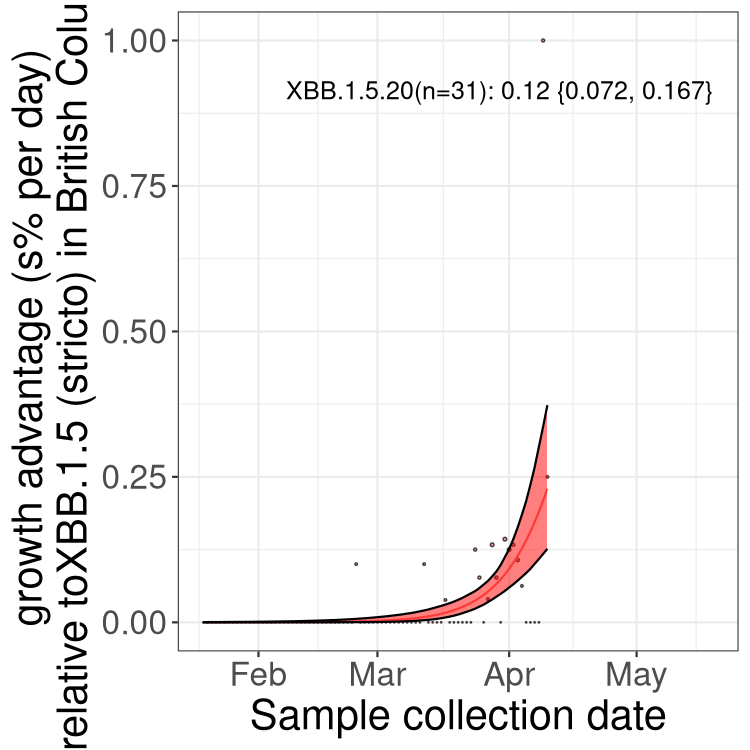 growth advantage (s% per day)
relative toXBB.1.5 (stricto) in British Colu
1.00
0.75
0.50
0.25
0.00
XBB.1.5.20(n=31): 0.12 {0.072, 0.167}
Feb Mar Apr May
Sample collection date